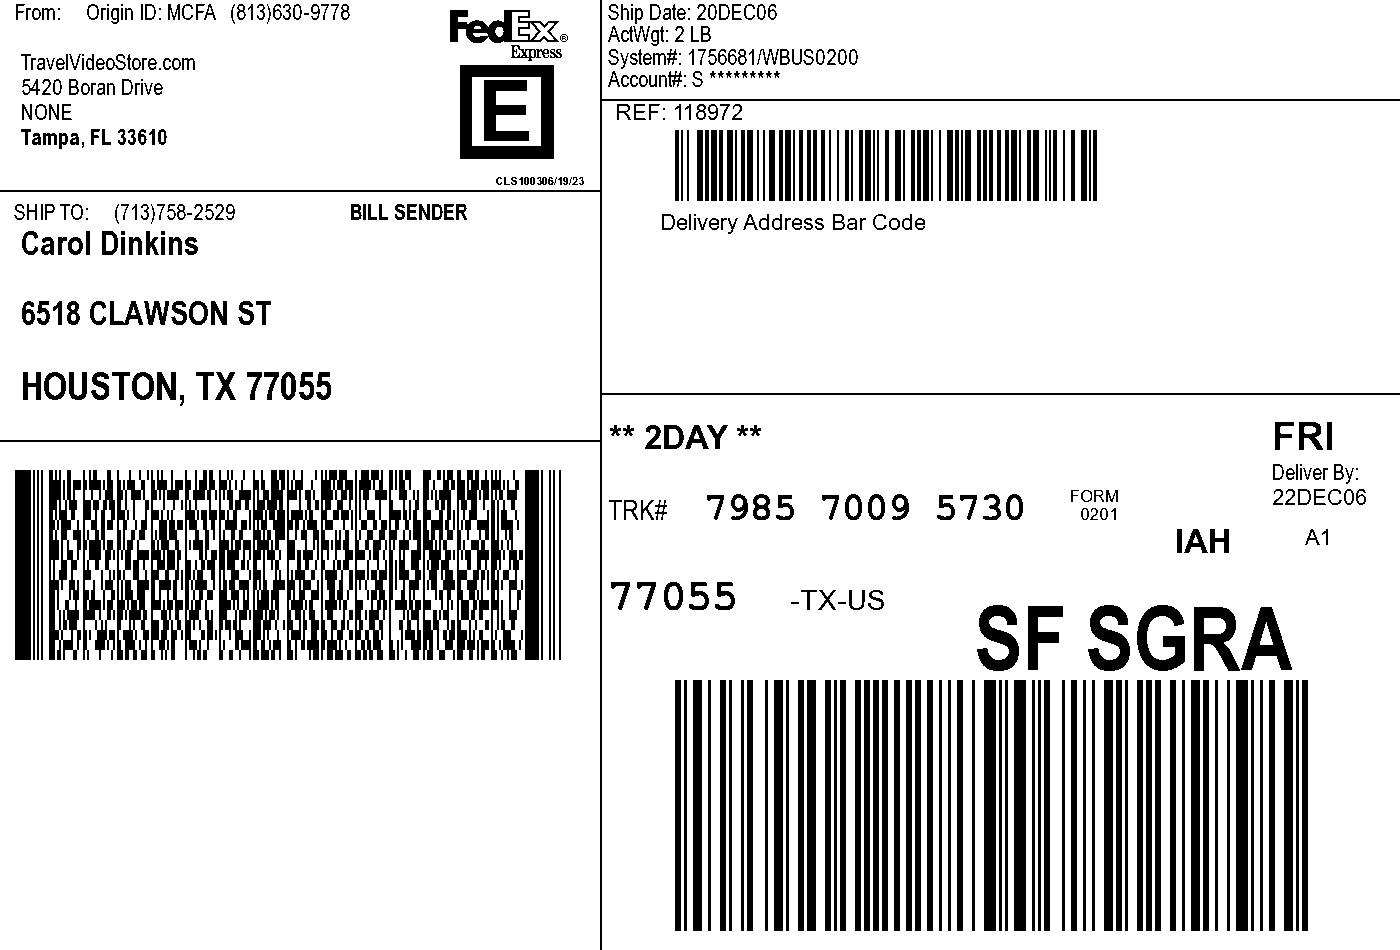 From: Origin ID: MCFA (813)630-9778
TravelVideoStore.com
5420 Boran Drive
NONE
Tampa, FL 33610
FedEx®
Express
E
CLS100306/19/23
SHIP TO: (713)758-2529 BILL SENDER
Carol Dinkins
6518 CLAWSON ST
HOUSTON, TX 77055
Ship Date: 20DEC06
ActWgt: 2 LB
System#: 1756681/WBUS0200
Account#: S *********
REF: 118972
Delivery Address Bar Code
** 2DAY **
FRI
Deliver By:
22DEC06
TRK# 7985 7009 5730 FORM
0201
IAH A1
77055 -TX-US
SF SGRA